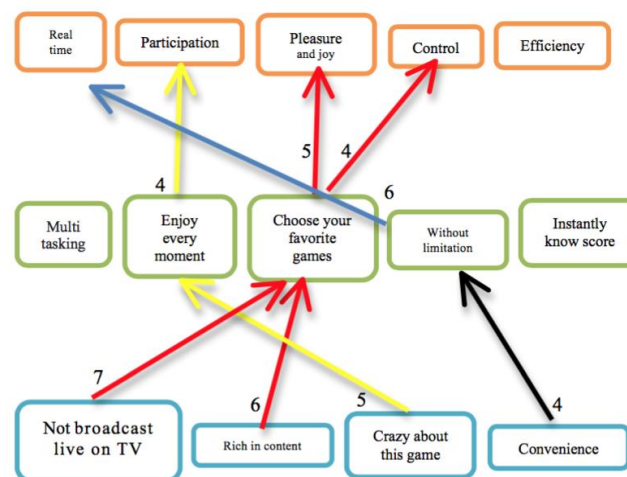 Real
time
Participation
Pleasure
and joy
Control
Efficiency
5
4
4
6
Multi
tasking
Enjoy
every
moment
Choose your
favorite
games
Without
limitation
Instantly
know score
7
6
5
4
Not broadcast
live on TV
Rich in content
Crazy about
this game
Convenience